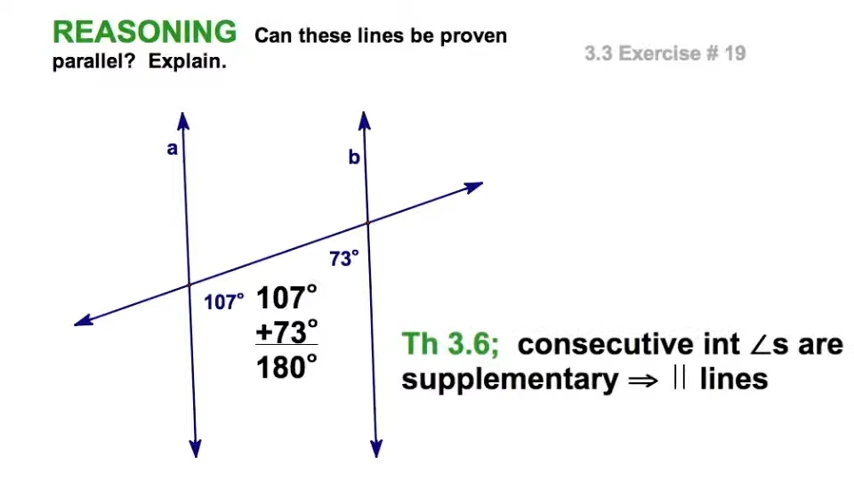 REASONING Can these lines be proven
parallel? Explain.
3.3 Exercise # 19
a
b
73°
107°
107°
+73°
180°
Th 3.6; consecutive int ∠s are
supplementary ⇒ || lines